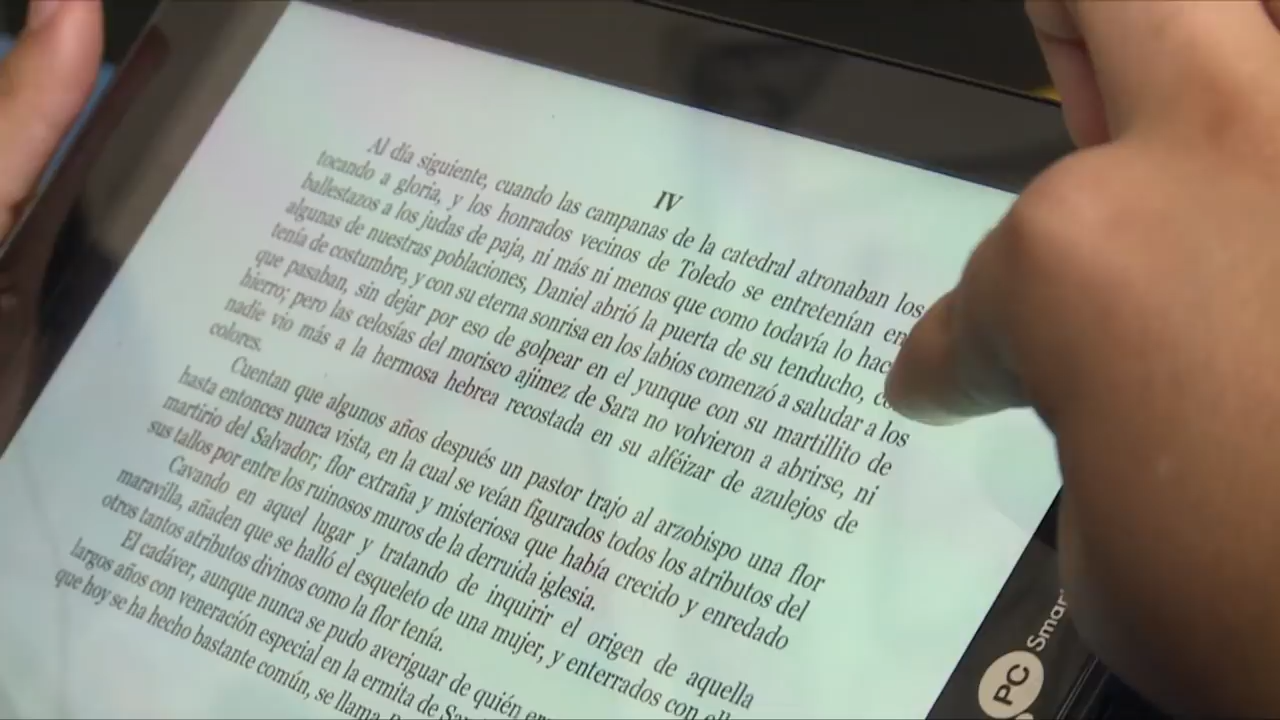 IV
Al día siguiente, cuando las campanas de la catedral atronaban los
tocando a gloria, y los honrados vecinos de Toledo se entretenían en
ballestazos a los judas de paja, ni más ni menos que como todavía lo hac
algunas de nuestras poblaciones, Daniel abrió la puerta de su tenducho, co
tenía de costumbre, y con su eterna sonrisa en los labios comenzó a saludar a los
que pasaban, sin dejar por eso de golpear en el yunque con su martillito de
hierro; pero las celosías del morisco ajimez de Sara no volvieron a abrirse, ni
nadie vio más a la hermosa hebrea recostada en su alféizar de azulejos de
colores.
Cuentan que algunos años después un pastor trajo al arzobispo una flor
hasta entonces nunca vista, en la cual se veían figurados todos los atributos del
martirio del Salvador; flor extraña y misteriosa que había crecido y enredado
sus tallos por entre los ruinosos muros de la derruida iglesia.
Cavando en aquel lugar y tratando de inquirir el origen de aquella
maravilla, añaden que se halló el esqueleto de una mujer, y enterrados con ell
otros tantos atributos divinos como la flor tenía.
El cadáver, aunque nunca se pudo averiguar de quién er
largos años con veneración especial en la ermita de San
que hoy se ha hecho bastante común, se llama
PC Smar